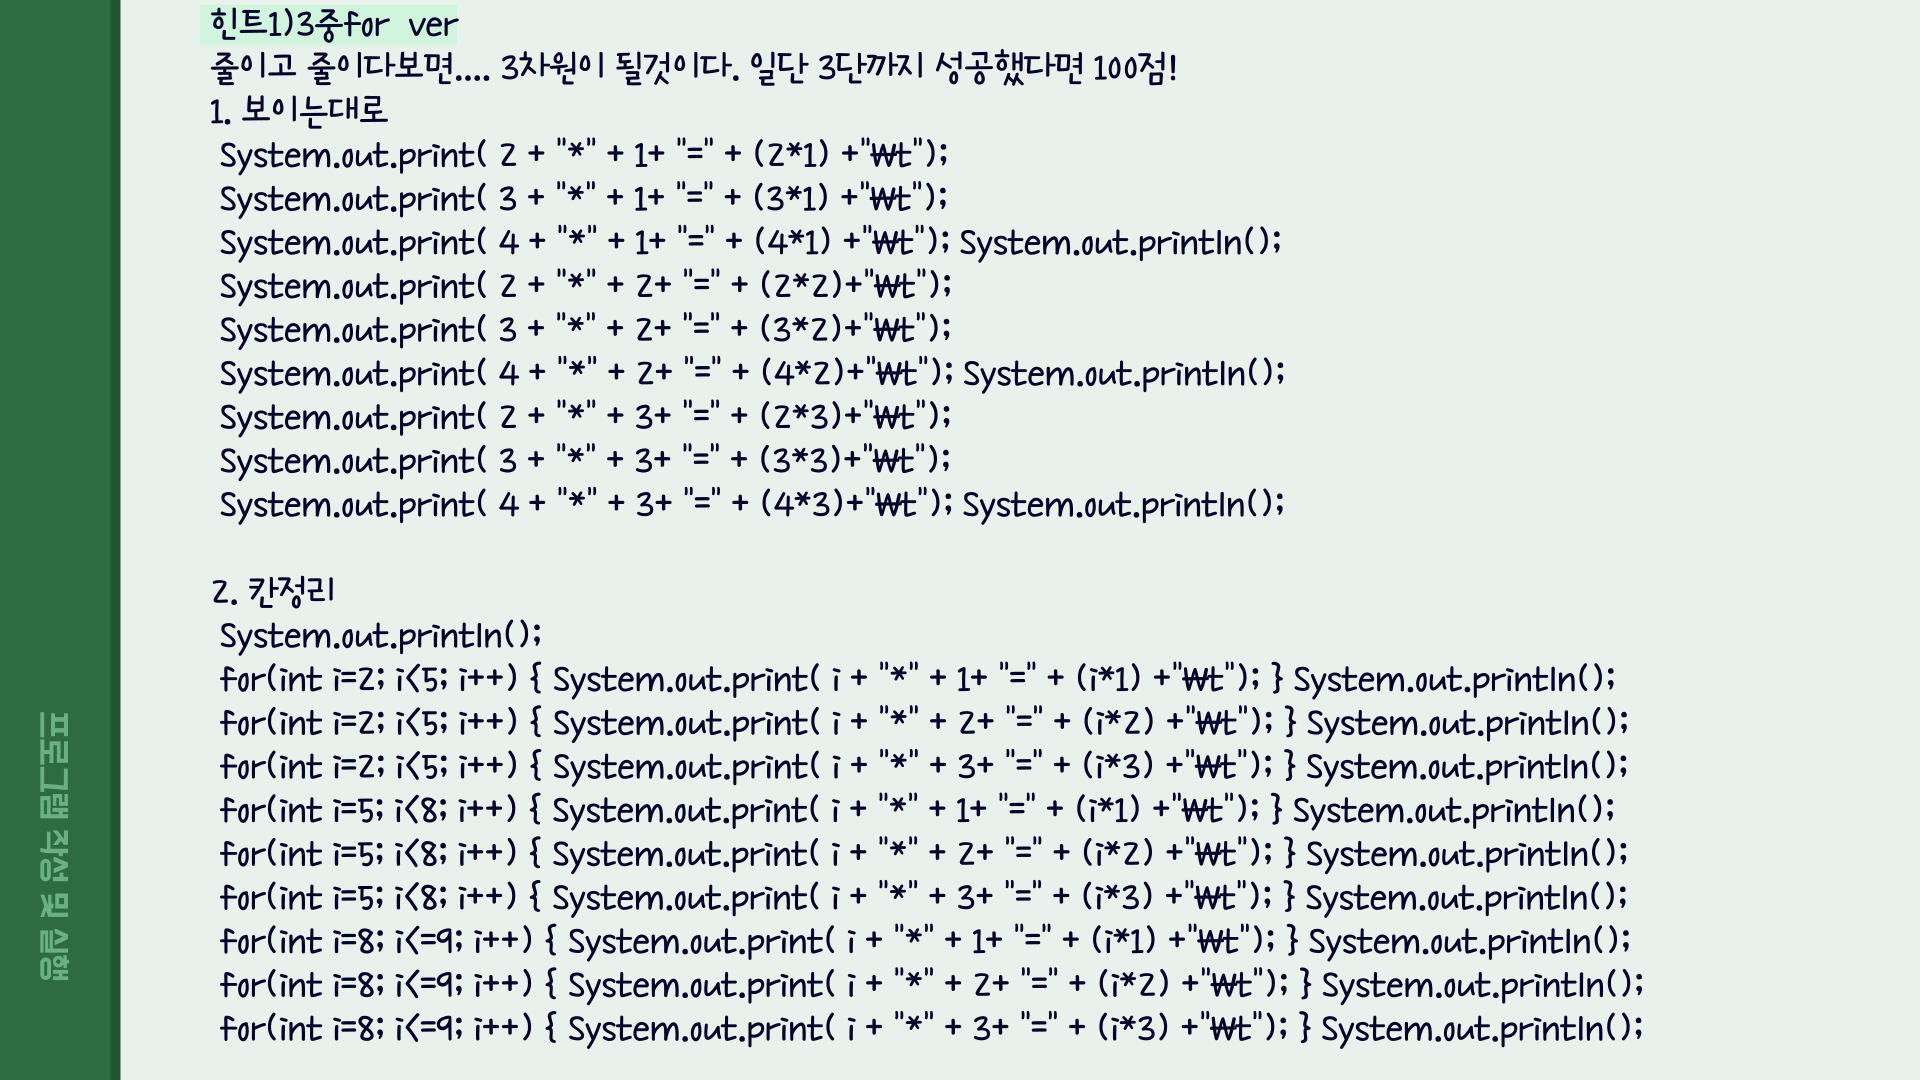 힌트1)3중for ver
줄이고 줄이다보면.... 3차원이 될것이다. 일단 3단까지 성공했다면 100점!
1. 보이는대로
System.out.print( 2 + "*" + 1+ "=" + (2*1) +"₩t");
System.out.print( 3 + "*" + 1+ "=" + (3*1) +"₩t");
System.out.print( 4 + "*" + 1+ "=" + (4*1) +"₩t"); System.out.println();
System.out.print( 2 + "*" + 2+ "=" + (2*2)+"₩t");
System.out.print( 3 + "*" + 2+ "=" + (3*2)+"₩t");
System.out.print( 4 + "*" + 2+ "=" + (4*2)+"₩t"); System.out.println();
System.out.print( 2 + "*" + 3+ "=" + (2*3)+"₩t");
System.out.print( 3 + "*" + 3+ "=" + (3*3)+"₩t");
System.out.print( 4 + "*" + 3+ "=" + (4*3)+"₩t"); System.out.println();
2. 칸정리
System.out.println();
for(int i=2; i<5; i++) { System.out.print( i + "*" + 1+ "=" + (i*1) +"₩t"); } System.out.println();
for(int i=2; i<5; i++) { System.out.print( i + "*" + 2+ "=" + (i*2) +"₩t"); } System.out.println();
for(int i=2; i<5; i++) { System.out.print( i + "*" + 3+ "=" + (i*3) +"₩t"); } System.out.println();
for(int i=5; i<8; i++) { System.out.print( i + "*" + 1+ "=" + (i*1) +"₩t"); } System.out.println();
for(int i=5; i<8; i++) { System.out.print( i + "*" + 2+ "=" + (i*2) +"₩t"); } System.out.println();
for(int i=5; i<8; i++) { System.out.print( i + "*" + 3+ "=" + (i*3) +"₩t"); } System.out.println();
for(int i=8; i<=9; i++) { System.out.print( i + "*" + 1+ "=" + (i*1) +"₩t"); } System.out.println();
for(int i=8; i<=9; i++) { System.out.print( i + "*" + 2+ "=" + (i*2) +"₩t"); } System.out.println();
for(int i=8; i<=9; i++) { System.out.print( i + "*" + 3+ "=" + (i*3) +"₩t"); } System.out.println();
프로그램 작성 및 실행